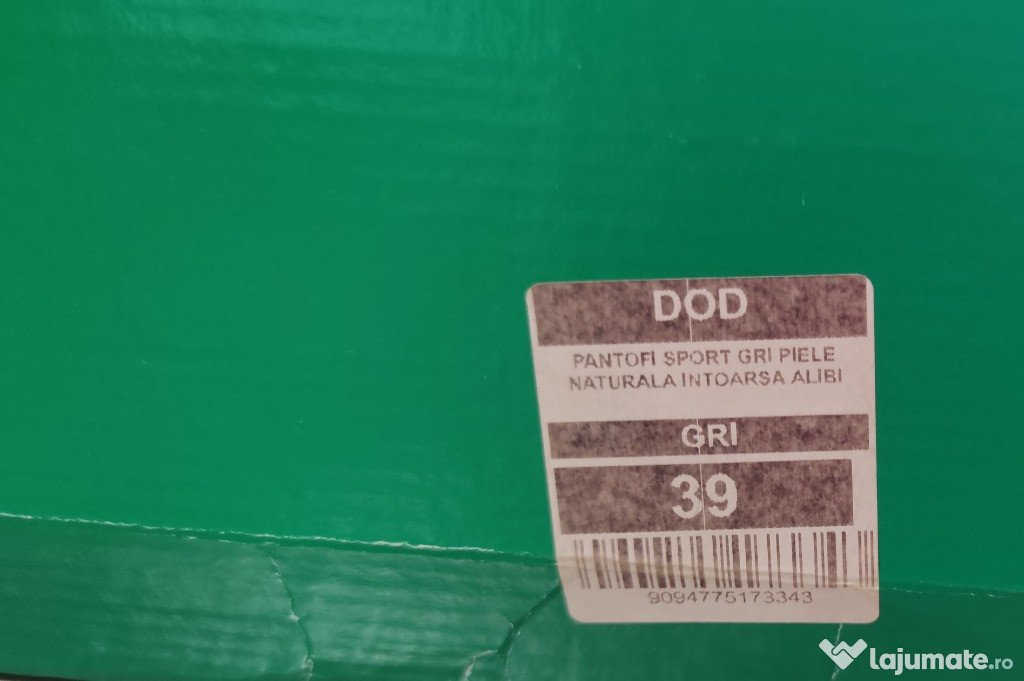 DOD
PANTOFI SPORT GRI PIELE
NATURALA INTOARSA ALIBI
GRI
39
9094775173343
lajumate.ro